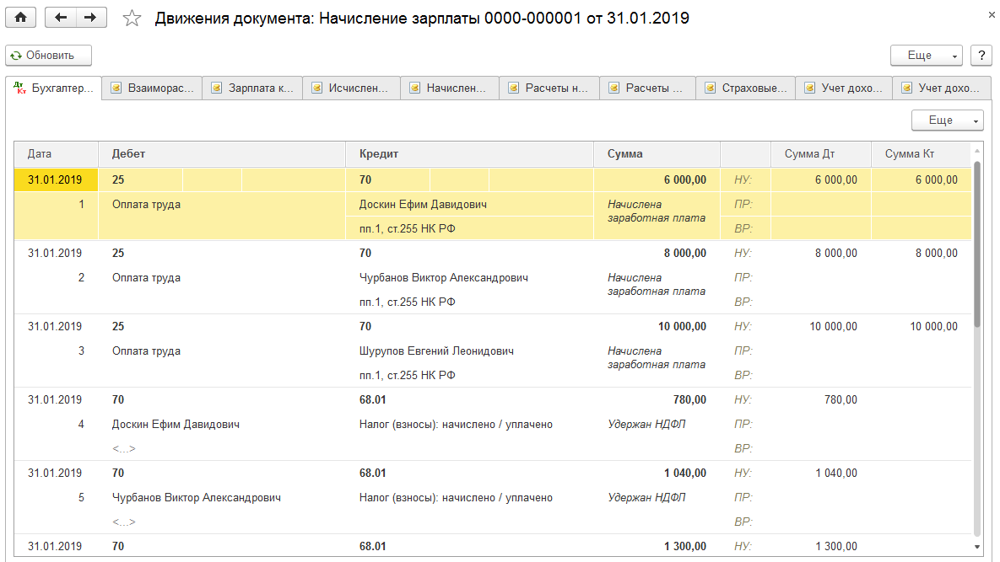 Движения документа: Начисление зарплаты 0000-000001 от 31.01.2019
×
Обновить
Еще
?
Дт Кт Бухгалтер...
Взаиморас...
Зарплата к...
Исчислен...
Начислен...
Расчеты н...
Расчеты ...
Страховые...
Учет дохо...
Учет дохо...
Еще
Дата Дебет Кредит Сумма Сумма Дт Сумма Кт
31.01.2019 25 70 6 000,00 НУ: 6 000,00 6 000,00
1 Оплата труда Доскин Ефим Давидович Начислена ПР:
заработная плата
пп.1, ст.255 НК РФ ВР:
31.01.2019 25 70 8 000,00 НУ: 8 000,00 8 000,00
2 Оплата труда Чурбанов Виктор Александрович Начислена ПР:
заработная плата
пп.1, ст.255 НК РФ ВР:
31.01.2019 25 70 10 000,00 НУ: 10 000,00 10 000,00
3 Оплата труда Шурупов Евгений Леонидович Начислена ПР:
заработная плата
пп.1, ст.255 НК РФ ВР:
31.01.2019 70 68.01 780,00 НУ: 780,00
4 Доскин Ефим Давидович Налог (взносы): начислено / уплачено Удержан НДФЛ ПР:
<...> ВР:
31.01.2019 70 68.01 1 040,00 НУ: 1 040,00
5 Чурбанов Виктор Александрович Налог (взносы): начислено / уплачено Удержан НДФЛ ПР:
<...> ВР:
31.01.2019 70 68.01 1 300,00 НУ: 1 300,00